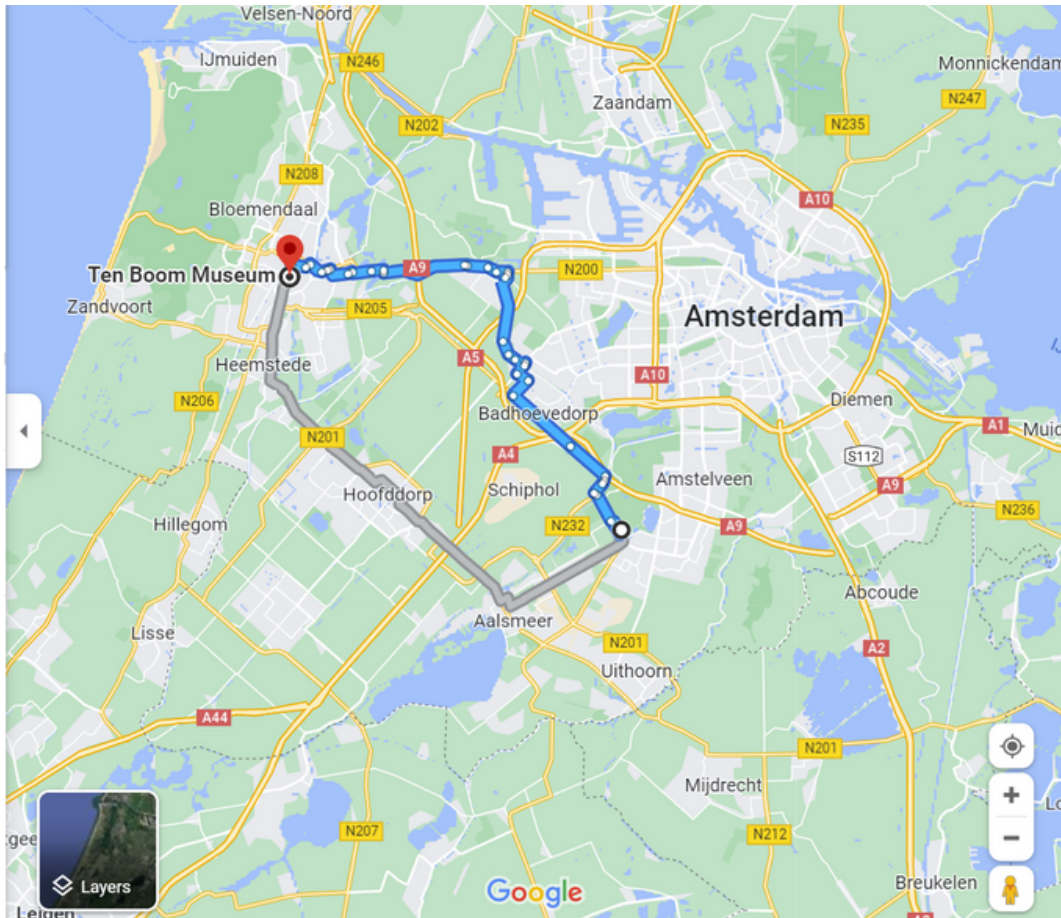 Velsen-Noord
IJmuiden
N246
Monnickendam
N247
Zaandam
N202
N235
N208
Bloemendaal
A10
Ten Boom Museum
A9
N200
Zandvoort
N205
Amsterdam
A5
Heemstede
A10
N206
Badhoevedorp
Diemen
A1
N201
A4
S112
Hoofddorp
Schiphol
Amstelveen
A9
Hillegom
N232
A9
N236
Abcoude
Aalsmeer
Lisse
N201
A2
Uithoorn
A44
N201
Mijdrecht
N207
N212
Layers
Google
Breukelen